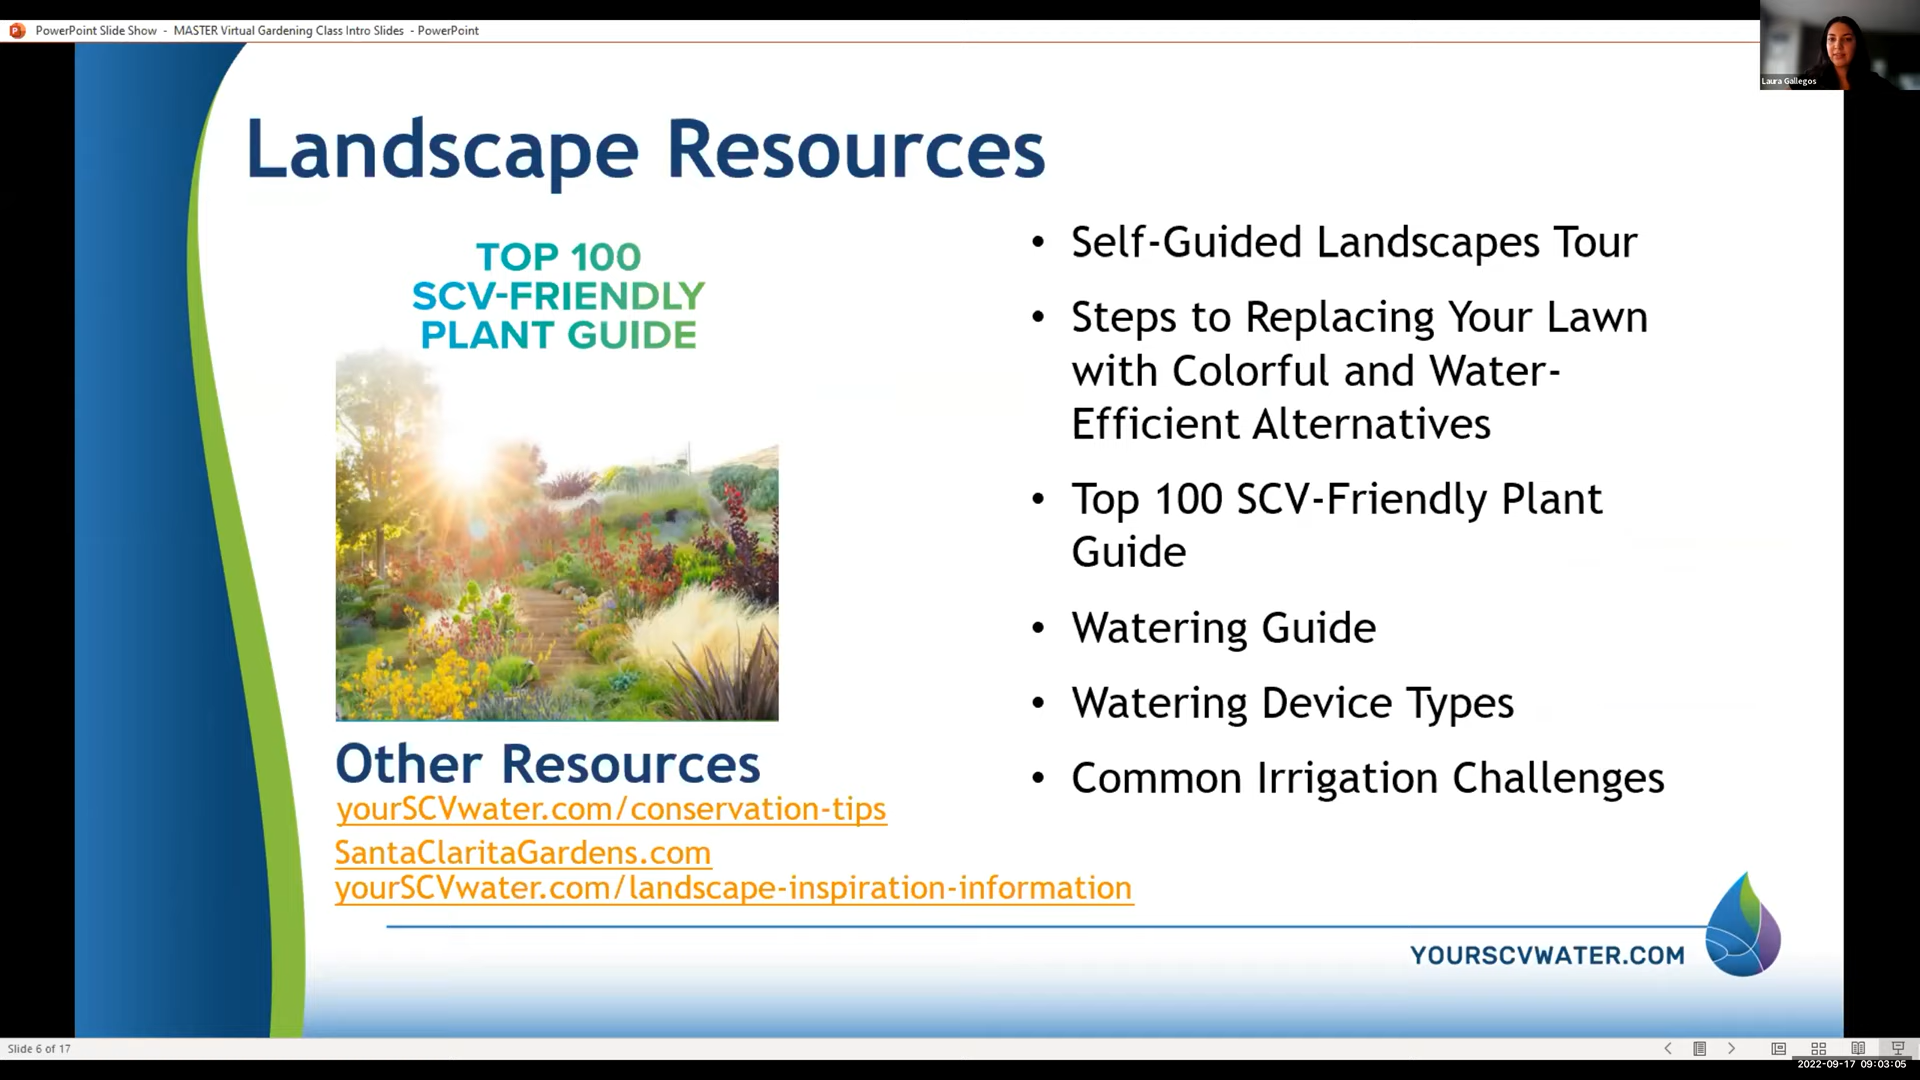 PowerPoint Slide Show - MASTER Virtual Gardening Class Intro Slides - PowerPoint
Laura Gallegos
Landscape Resources
TOP 100
SCV-FRIENDLY
PLANT GUIDE
• Self-Guided Landscapes Tour
• Steps to Replacing Your Lawn
with Colorful and Water-
Efficient Alternatives
• Top 100 SCV-Friendly Plant
Guide
• Watering Guide
• Watering Device Types
• Common Irrigation Challenges
Other Resources
yourSCVwater.com/conservation-tips
SantaClaritaGardens.com
yourSCVwater.com/landscape-inspiration-information
YOURSCVWATER.COM
Slide 6 of 17
2022-09-17 09:03:05